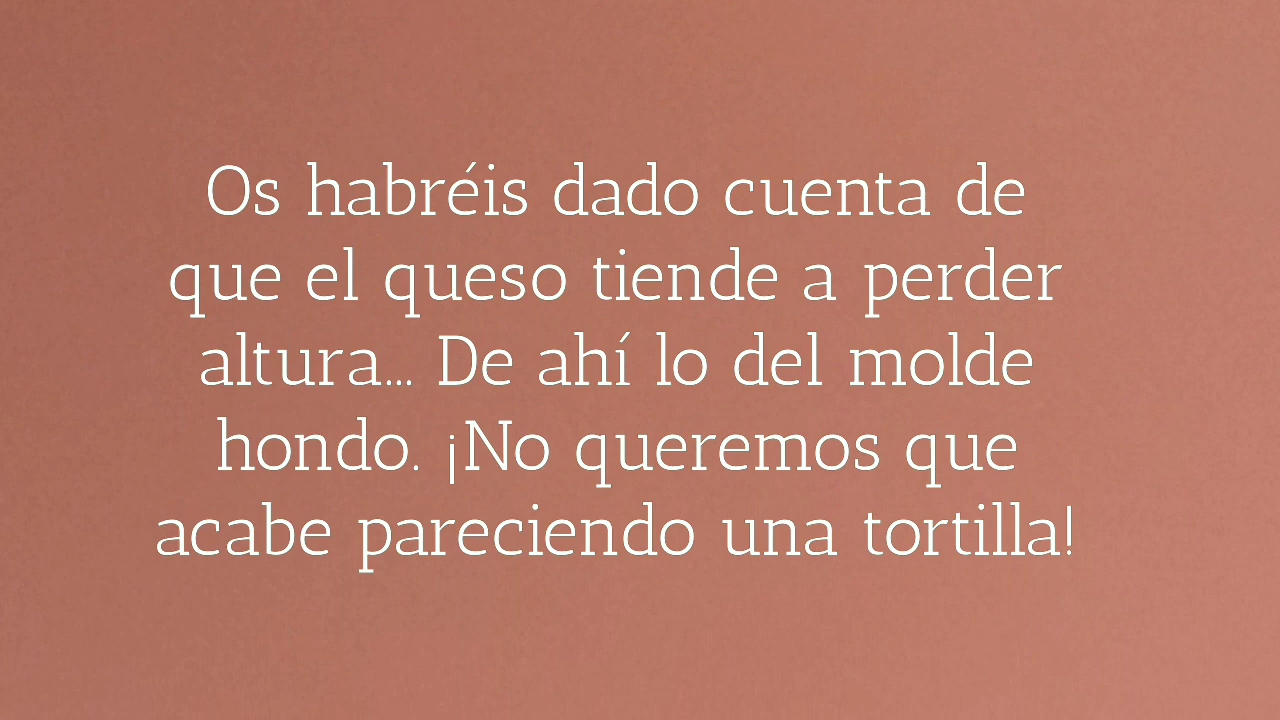 Os habréis dado cuenta de
que el queso tiende a perder
altura... De ahí lo del molde
hondo. ¡No queremos que
acabe pareciendo una tortilla!